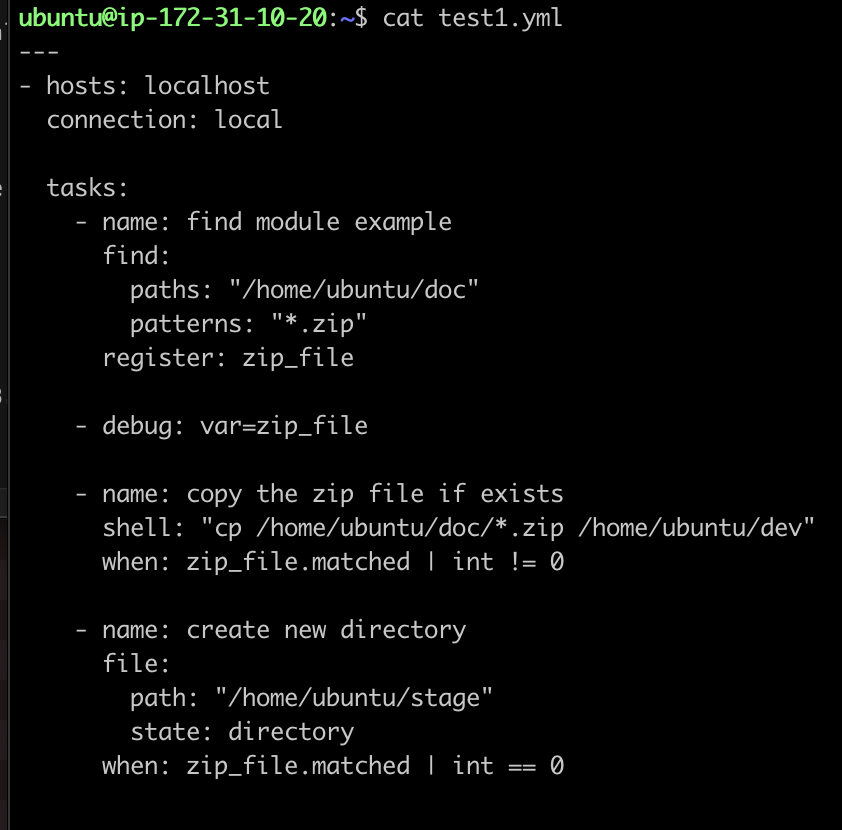 ubuntu@ip-172-31-10-20:~$ cat test1.yml
---
- hosts: localhost
  connection: local

  tasks:
    - name: find module example
      find:
        paths: "/home/ubuntu/doc"
        patterns: "*.zip"
      register: zip_file

    - debug: var=zip_file

    - name: copy the zip file if exists
      shell: "cp /home/ubuntu/doc/*.zip /home/ubuntu/dev"
      when: zip_file.matched | int != 0

    - name: create new directory
      file:
        path: "/home/ubuntu/stage"
        state: directory
      when: zip_file.matched | int == 0